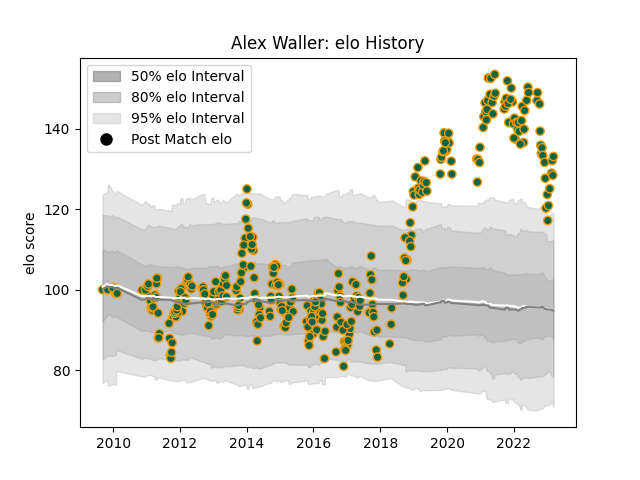 Alex Waller: elo History
50% elo Interval
80% elo Interval
95% elo Interval
Post Match elo
elo score
140
120
100
80
2010 2012 2014 2016 2018 2020 2022